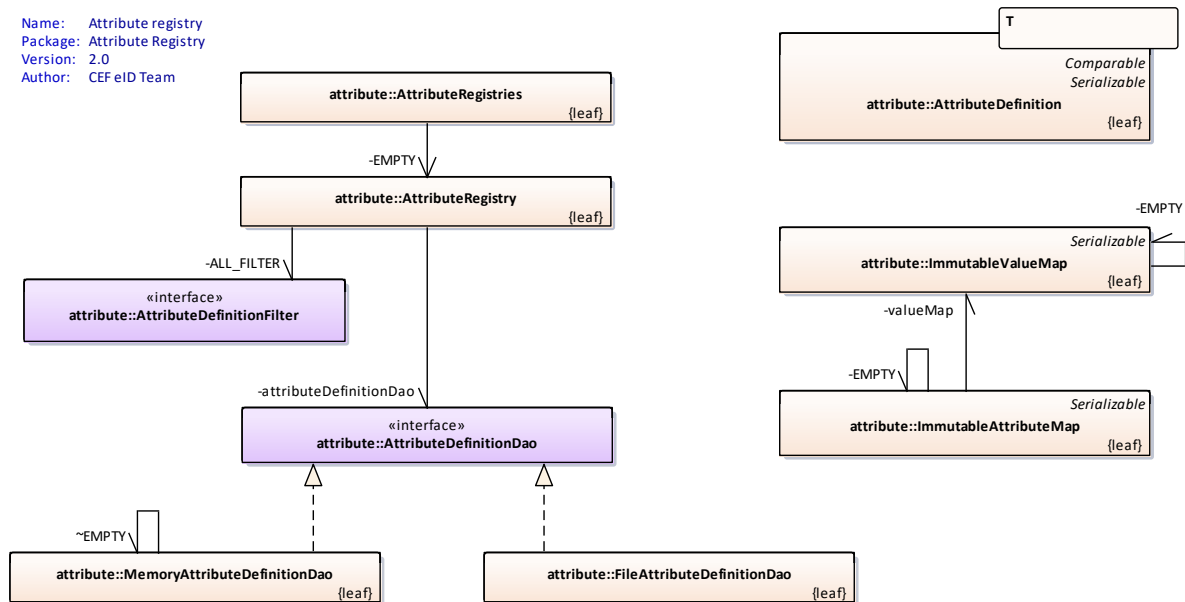 Name: Attribute registry
Package: Attribute Registry
Version: 2.0
Author: CEF eID Team
attribute::AttributeRegistries
{leaf}
-EMPTY
attribute::AttributeRegistry
{leaf}
-ALL_FILTER
«interface»
attribute::AttributeDefinitionFilter
-attributeDefinitionDao
«interface»
attribute::AttributeDefinitionDao
~EMPTY
attribute::MemoryAttributeDefinitionDao
{leaf}
attribute::FileAttributeDefinitionDao
{leaf}
T
Comparable
Serializable
attribute::AttributeDefinition
{leaf}
-EMPTY
Serializable
attribute::ImmutableValueMap
{leaf}
-valueMap
-EMPTY
Serializable
attribute::ImmutableAttributeMap
{leaf}